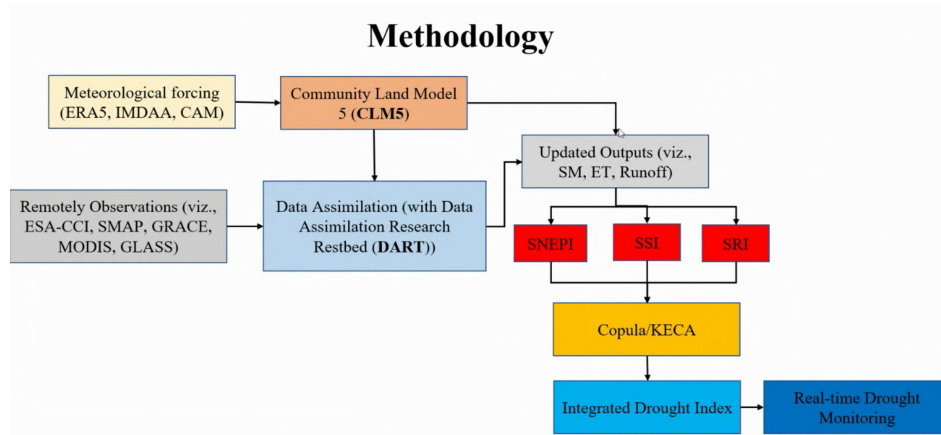 Methodology
Meteorological forcing
(ERA5, IMDAA, CAM)
Community Land Model
5 (CLM5)
Updated Outputs (viz.,
SM, ET, Runoff)
Remotely Observations (viz.,
ESA-CCI, SMAP, GRACE,
MODIS, GLASS)
Data Assimilation (with Data
Assimilation Research
Restbed (DART))
SNEPI
SSI
SRI
Copula/KECA
Integrated Drought Index
Real-time Drought
Monitoring